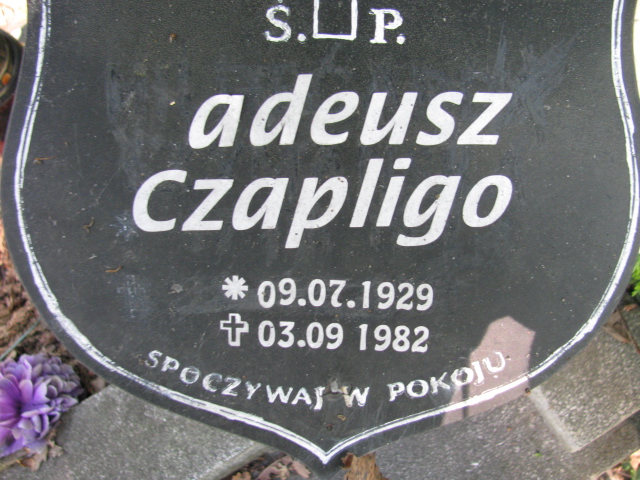 Ś. P.
adeusz
Czapligo
09.07.1929
03.09 1982
SPOCZYWAJ W POKOJU